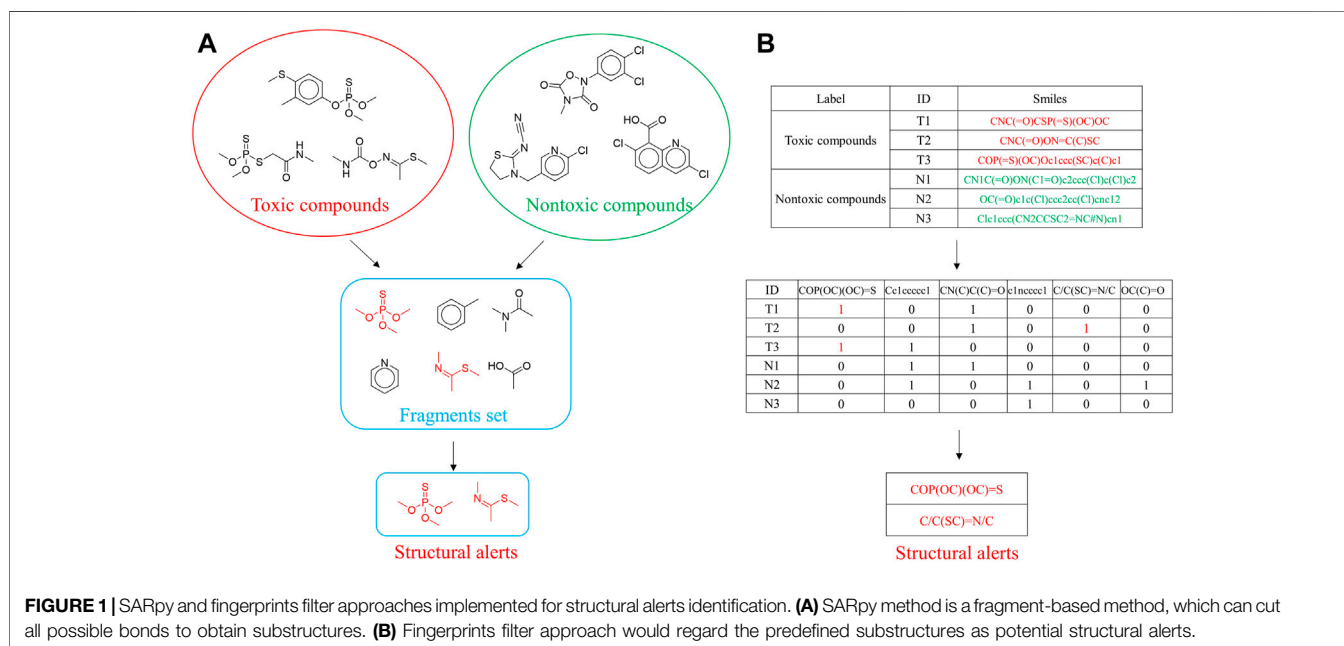 A
B
S
S
O
P
O
O
Cl
Cl
O
N
O
N
O
S
O
P
O
S
O
N
H
O
N
H
O
N
S
N
N
S
N
N
Cl
HO
O
Cl
N
Cl
Toxic compounds
Nontoxic compounds
S
O
P
O
O
O
N
N
N
S
HO
O
Fragments set
S
O
P
O
O
N
S
Structural alerts
Label ID Smiles
Toxic compounds
T1 CNC(=O)CSP(=S)(OC)OC
T2 CNC(=O)ON=C(C)SC
T3 COP(=S)(OC)Oc1ccc(SC)c(C)c1
Nontoxic compounds
N1 CN1C(=O)ON(C1=O)c2ccc(Cl)c(Cl)c2
N2 OC(=O)c1c(Cl)ccc2cc(Cl)cnc12
N3 Clc1ccc(CN2CCSC2=NC#N)cn1
ID COP(OC)(OC)=S Cc1ccccc1 CN(C)C(C)=O c1ncccc1 C/C(SC)=N/C OC(C)=O
T1 1 0 1 0 0 0
T2 0 0 1 0 1 0
T3 1 1 0 0 0 0
N1 0 1 1 0 0 0
N2 0 1 0 1 0 1
N3 0 0 0 1 0 0
COP(OC)(OC)=S
C/C(SC)=N/C
Structural alerts
FIGURE 1 | SARpy and fingerprints filter approaches implemented for structural alerts identification. (A) SARpy method is a fragment-based method, which can cut
all possible bonds to obtain substructures. (B) Fingerprints filter approach would regard the predefined substructures as potential structural alerts.